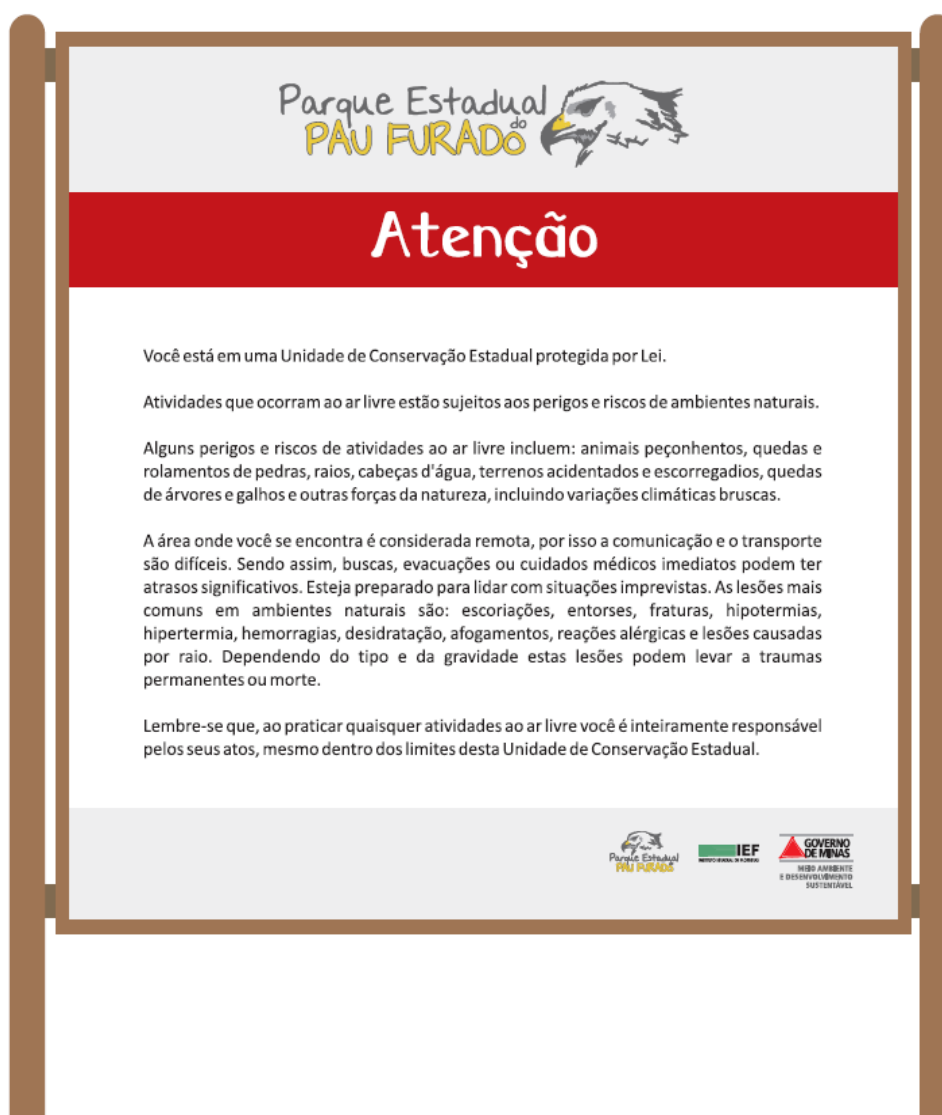 Parque Estadual
do
PAU FURADO
Atenção
Você está em uma Unidade de Conservação Estadual protegida por Lei.
Atividades que ocorram ao ar livre estão sujeitos aos perigos e riscos de ambientes naturais.
Alguns perigos e riscos de atividades ao ar livre incluem: animais peçonhentos, quedas e
rolamentos de pedras, raios, cabeças d'água, terrenos acidentados e escorregadios, quedas
de árvores e galhos e outras forças da natureza, incluindo variações climáticas bruscas.
A área onde você se encontra é considerada remota, por isso a comunicação e o transporte
são difíceis. Sendo assim, buscas, evacuações ou cuidados médicos imediatos podem ter
atrasos significativos. Esteja preparado para lidar com situações imprevistas. As lesões mais
comuns em ambientes naturais são: escoriações, entorses, fraturas, hipotermias,
hipertermia, hemorragias, desidratação, afogamentos, reações alérgicas e lesões causadas
por raio. Dependendo do tipo e da gravidade estas lesões podem levar a traumas
permanentes ou morte.
Lembre-se que, ao praticar quaisquer atividades ao ar livre você é inteiramente responsável
pelos seus atos, mesmo dentro dos limites desta Unidade de Conservação Estadual.
Parque Estadual
PAU FURADO
IEF
INSTITUTO ESTADUAL DE FLORESTAS
GOVERNO
DE MINAS
MEIO AMBIENTE
E DESENVOLVIMENTO
SUSTENTÁVEL